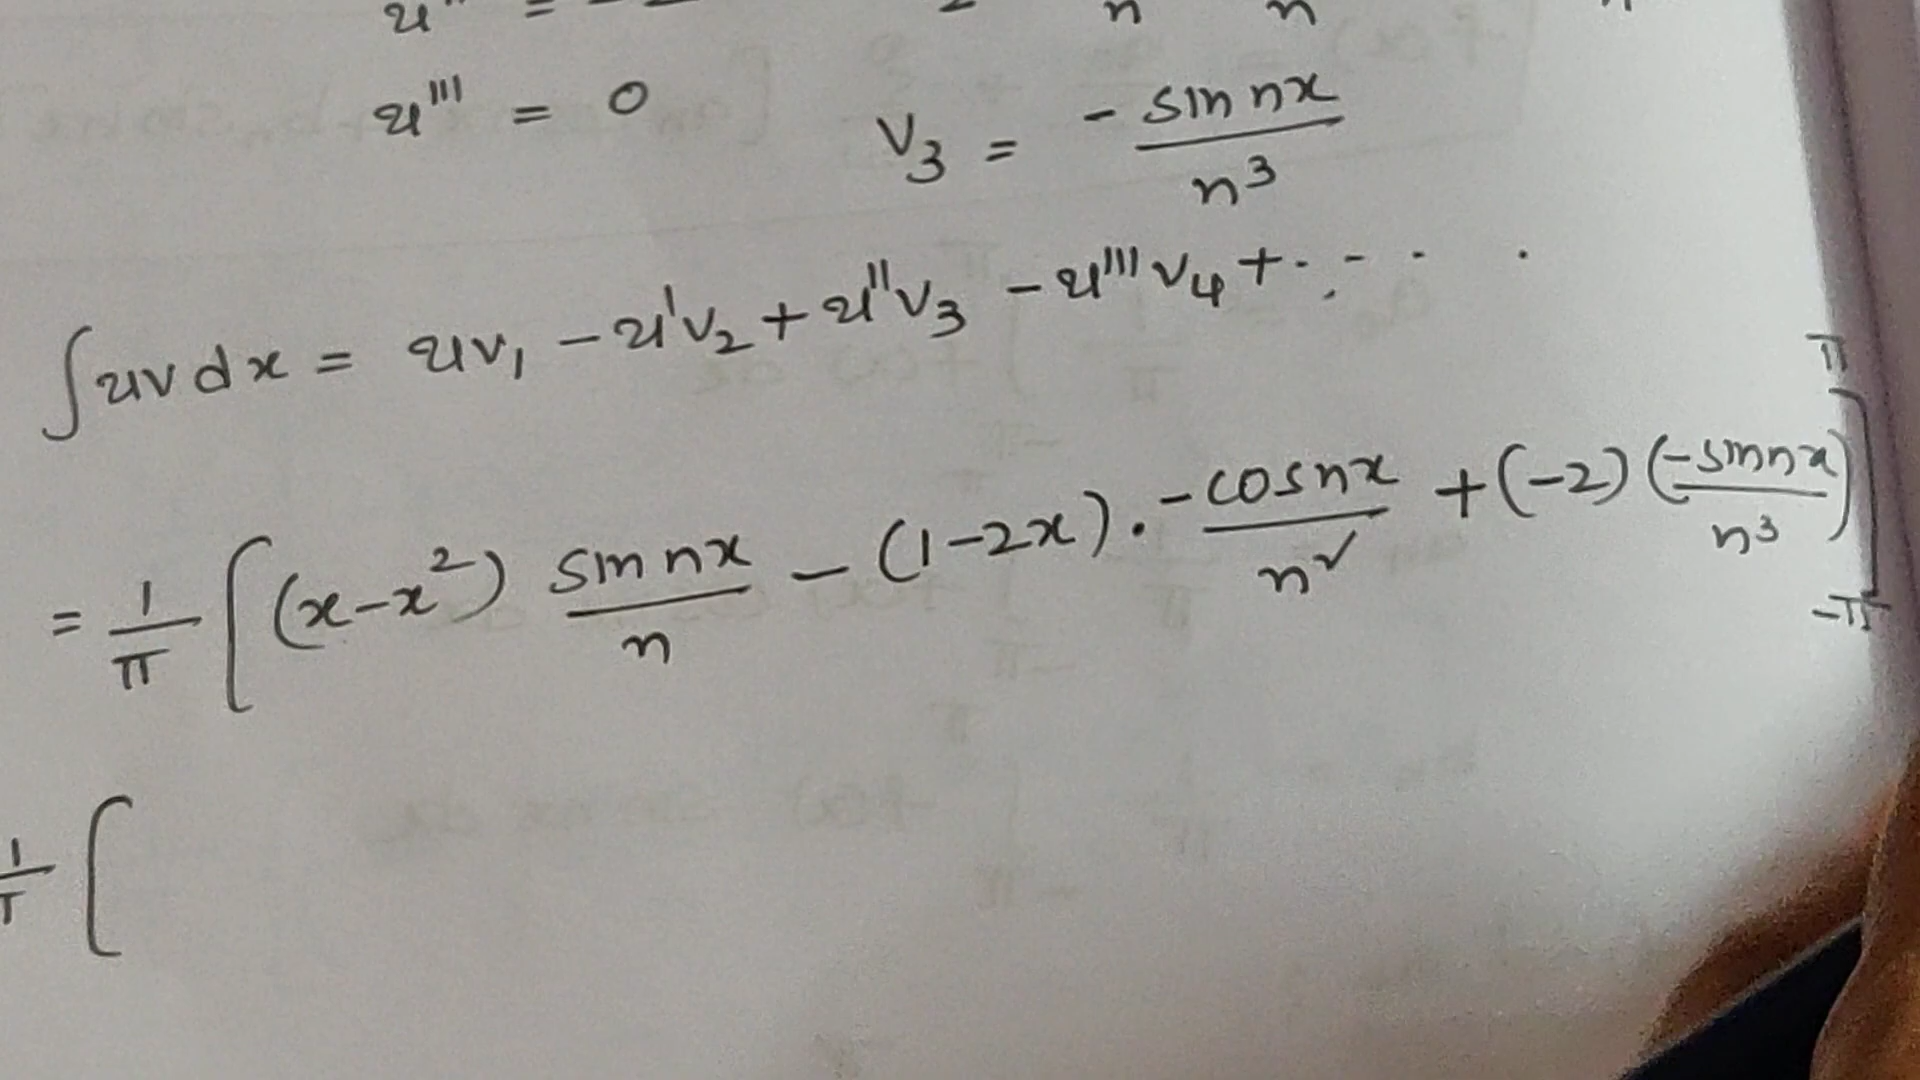 u''' = 0
V₃ = - sin nx / n³
∫uv dx = uv₁ - u'v₂ + u''v₃ - u'''v₄ + . . . .
= 1/π [ (x-x²) sin nx / n - (1-2x) . -cos nx / n² + (-2) (-sin nx / n³) ]^π_-π
1/π [